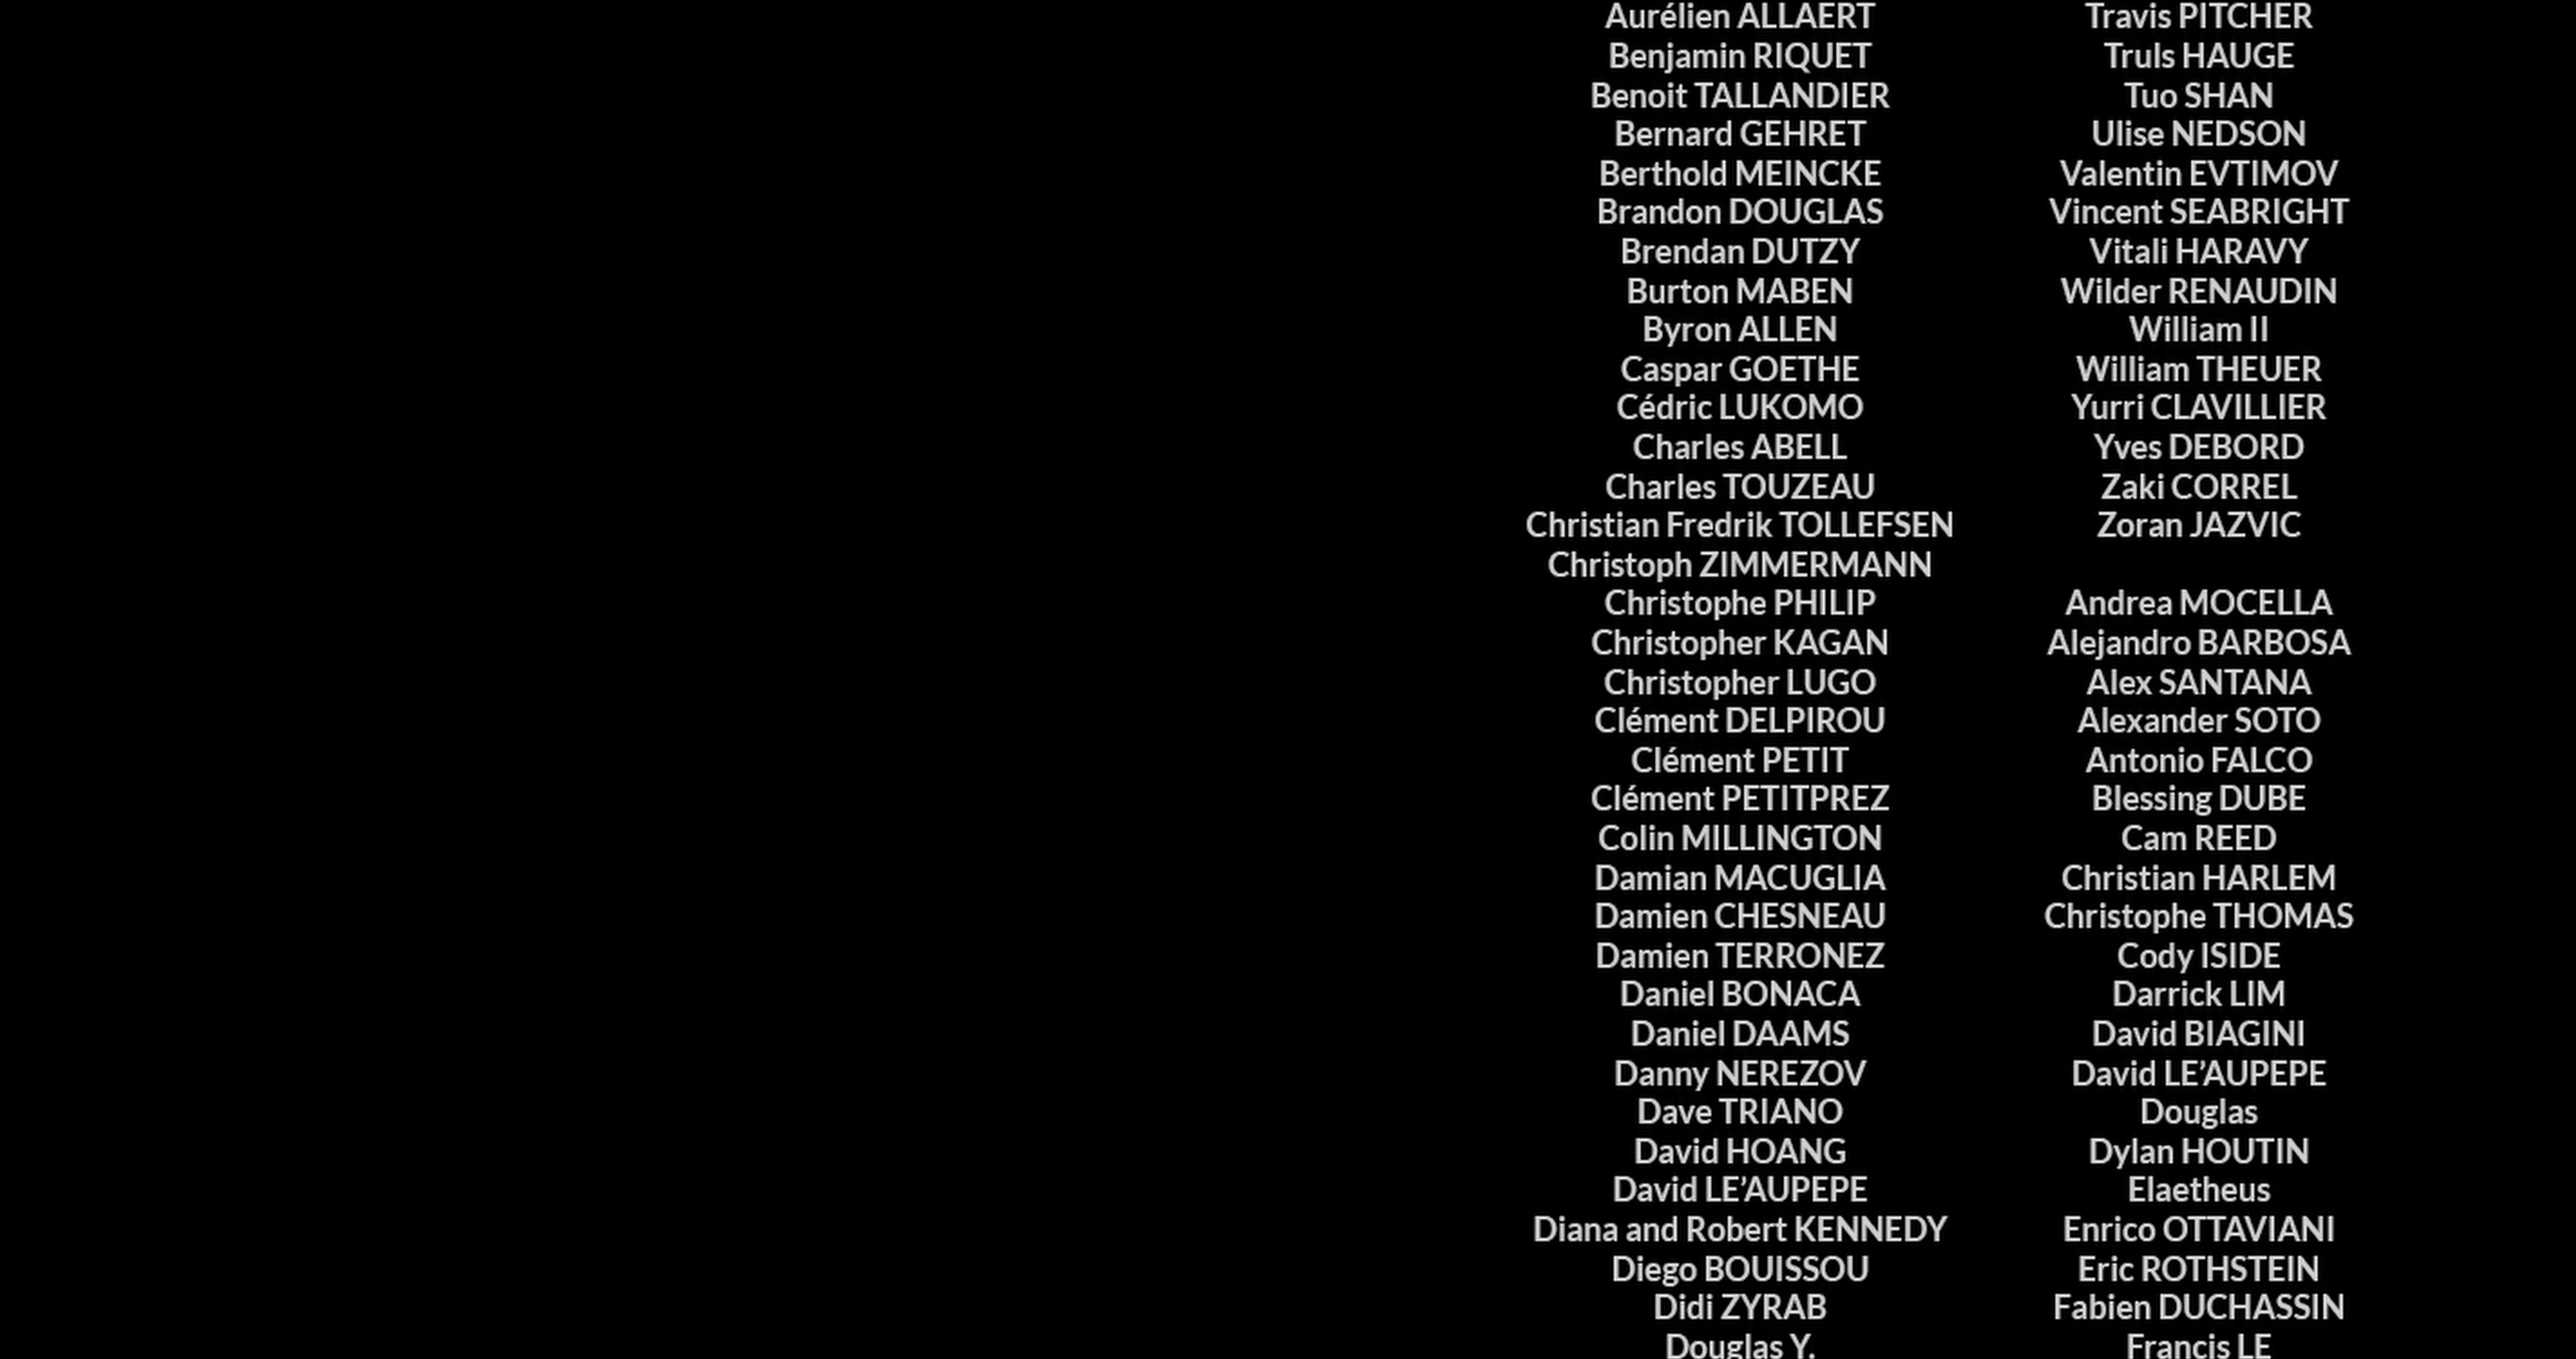 Aurélien ALLAERT
Benjamin RIQUET
Benoit TALLANDIER
Bernard GEHRET
Berthold MEINCKE
Brandon DOUGLAS
Brendan DUTZY
Burton MABEN
Byron ALLEN
Caspar GOETHE
Cédric LUKOMO
Charles ABELL
Charles TOUZEAU
Christian Fredrik TOLLEFSEN
Christoph ZIMMERMANN
Christophe PHILIP
Christopher KAGAN
Christopher LUGO
Clément DELPIROU
Clément PETIT
Clément PETITPREZ
Colin MILLINGTON
Damian MACUGLIA
Damien CHESNEAU
Damien TERRONEZ
Daniel BONACA
Daniel DAAMS
Danny NEREZOV
Dave TRIANO
David HOANG
David LE’AUPEPE
Diana and Robert KENNEDY
Diego BOUISSOU
Didi ZYRAB
Douglas Y.
Travis PITCHER
Truls HAUGE
Tuo SHAN
Ulise NEDSON
Valentin EVTIMOV
Vincent SEABRIGHT
Vitali HARAVY
Wilder RENAUDIN
William II
William THEUER
Yurri CLAVILLIER
Yves DEBORD
Zaki CORREL
Zoran JAZVIC
Andrea MOCELLA
Alejandro BARBOSA
Alex SANTANA
Alexander SOTO
Antonio FALCO
Blessing DUBE
Cam REED
Christian HARLEM
Christophe THOMAS
Cody ISIDE
Darrick LIM
David BIAGINI
David LE’AUPEPE
Douglas
Dylan HOUTIN
Elaetheus
Enrico OTTAVIANI
Eric ROTHSTEIN
Fabien DUCHASSIN
Francis LE